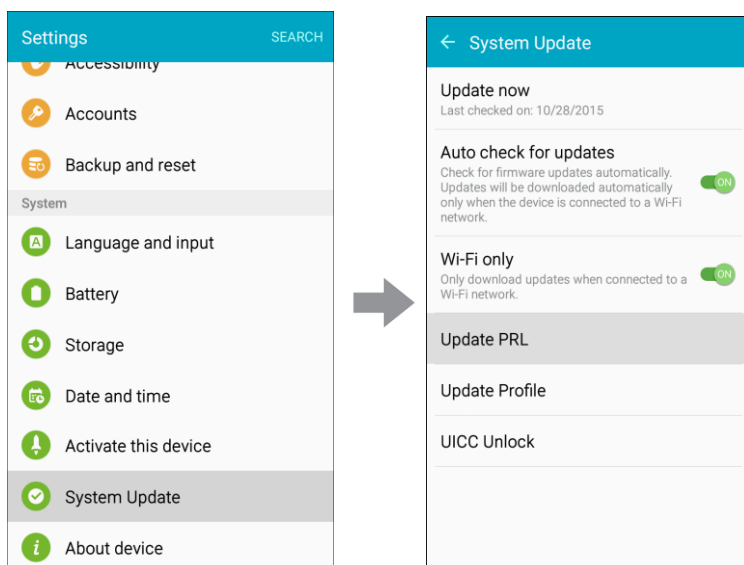 Settings
SEARCH
Accessibility
Accounts
Backup and reset
System
Language and input
Battery
Storage
Date and time
Activate this device
System Update
About device
System Update
Update now
Last checked on: 10/28/2015
Auto check for updates
Check for firmware updates automatically.
Updates will be downloaded automatically
only when the device is connected to a Wi-Fi
network.
ON
Wi-Fi only
Only download updates when connected to a
Wi-Fi network.
ON
Update PRL
Update Profile
UICC Unlock